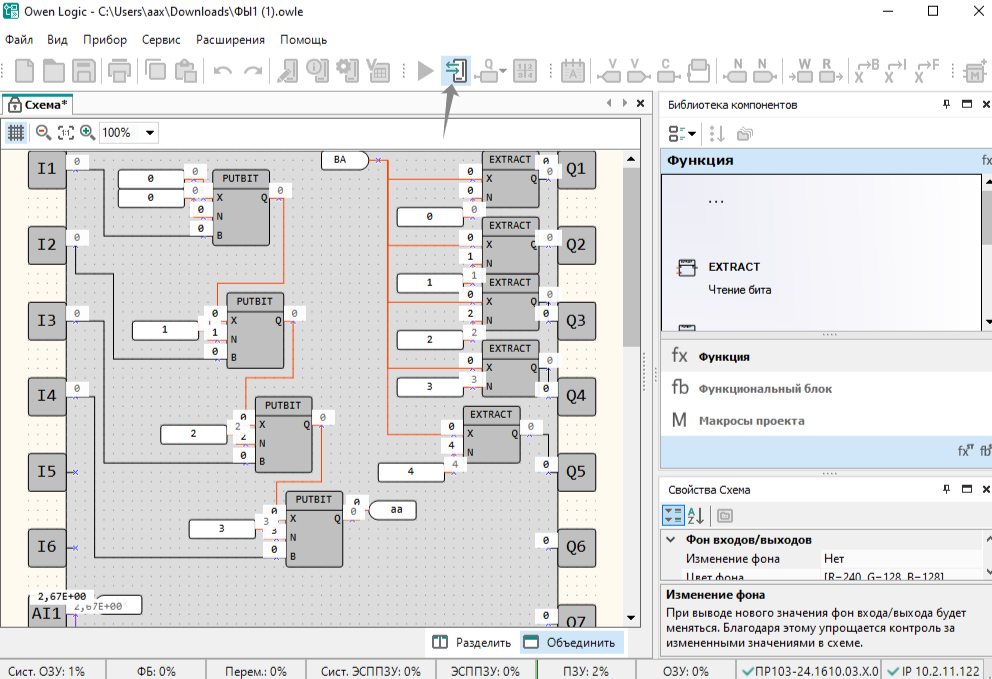 Owen Logic - C:\Users\aax\Downloads\ФЫ1 (1).owle
Файл Вид Прибор Сервис Расширения Помощь
Схема*
100%
Библиотека компонентов
Функция
fx
...
EXTRACT
Чтение бита
fx Функция
fb Функциональный блок
M Макросы проекта
Свойства Схема
Фон входов/выходов
Изменение фона Нет
Цвет фона [R=240, G=128, B=128]
Изменение фона
При выводе нового значения фон входа/выхода будет
меняться. Благодаря этому упрощается контроль за
измененными значениями в схеме.
I1 0
0 0
0 0
PUTBIT
X Q 0
N 0
B 0
BA
EXTRACT
0 X Q 0
0 N
0 0
Q1
I2 0
EXTRACT
0 X Q 0
1 N
1 1
Q2
I3 0
1 1
PUTBIT
0 X Q 0
1 N
0 B
EXTRACT
0 X Q 0
2 N
2 2
Q3
I4 0
2 2
PUTBIT
0 X Q 0
2 N
0 B
EXTRACT
0 X Q 0
3 N
3 3
Q4
I5
EXTRACT
0 X Q 0
4 N
4 4
Q5
I6
3 3
PUTBIT
0 X Q 0
3 N
0 B
aa
Q6
AI1
2,67E+00
2,67E+00
Q7
Разделить Объединить
Сист. ОЗУ: 1% ФБ: 0% Перем.: 0% Сист. ЭСППЗУ: 0% ЭСППЗУ: 0% ПЗУ: 2% ОЗУ: 0% ПР103-24.1610.03.X.0 IP 10.2.11.122